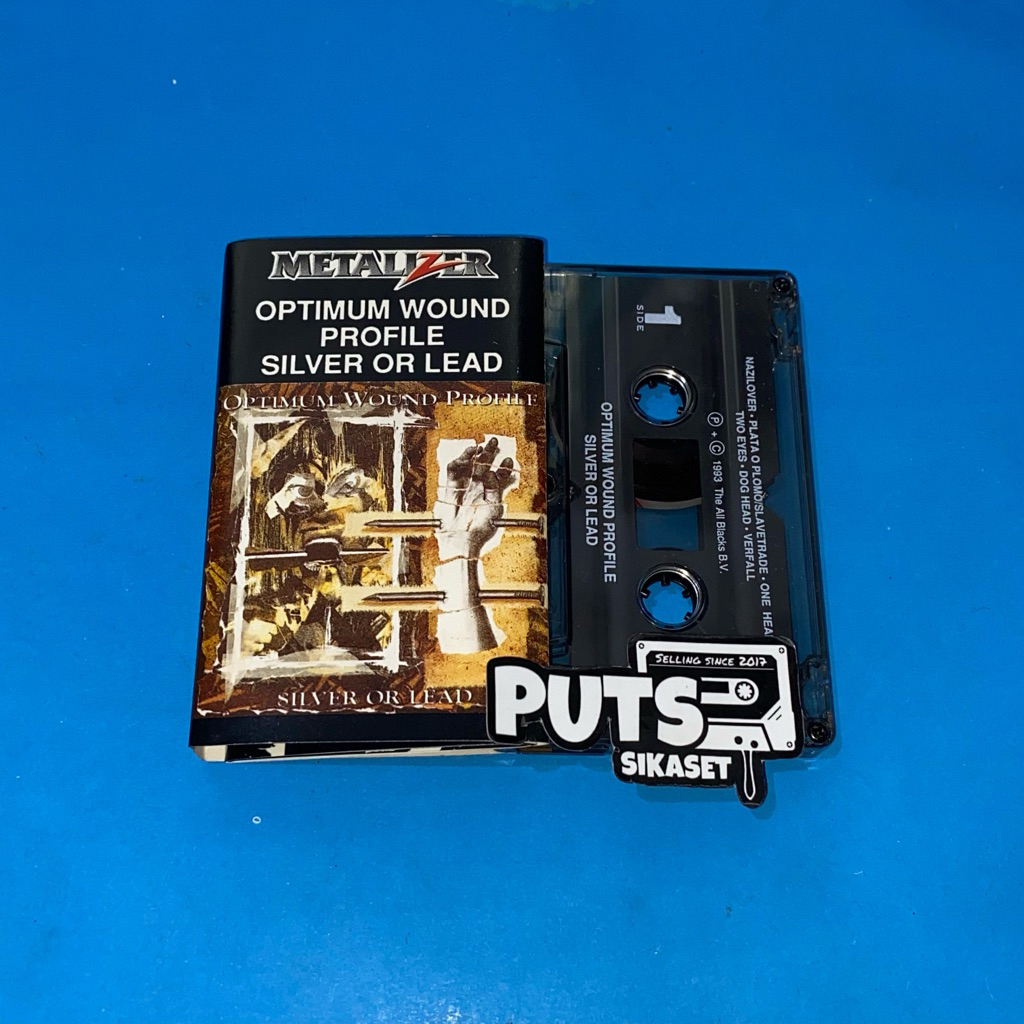 METALIZER
OPTIMUM WOUND
PROFILE
SILVER OR LEAD
OPTIMUM WOUND PROFILE
SILVER OR LEAD
1
SIDE
NAZILOVER • PLATA O PLOMO/SLAVETRADE • ONE HEA
TWO EYES • DOG HEAD • VERFALL
Ⓟ + Ⓒ 1993 The All Blacks B.V.
OPTIMUM WOUND PROFILE
SILVER OR LEAD
SELLING SINCE 2017
PUTS
SIKASET